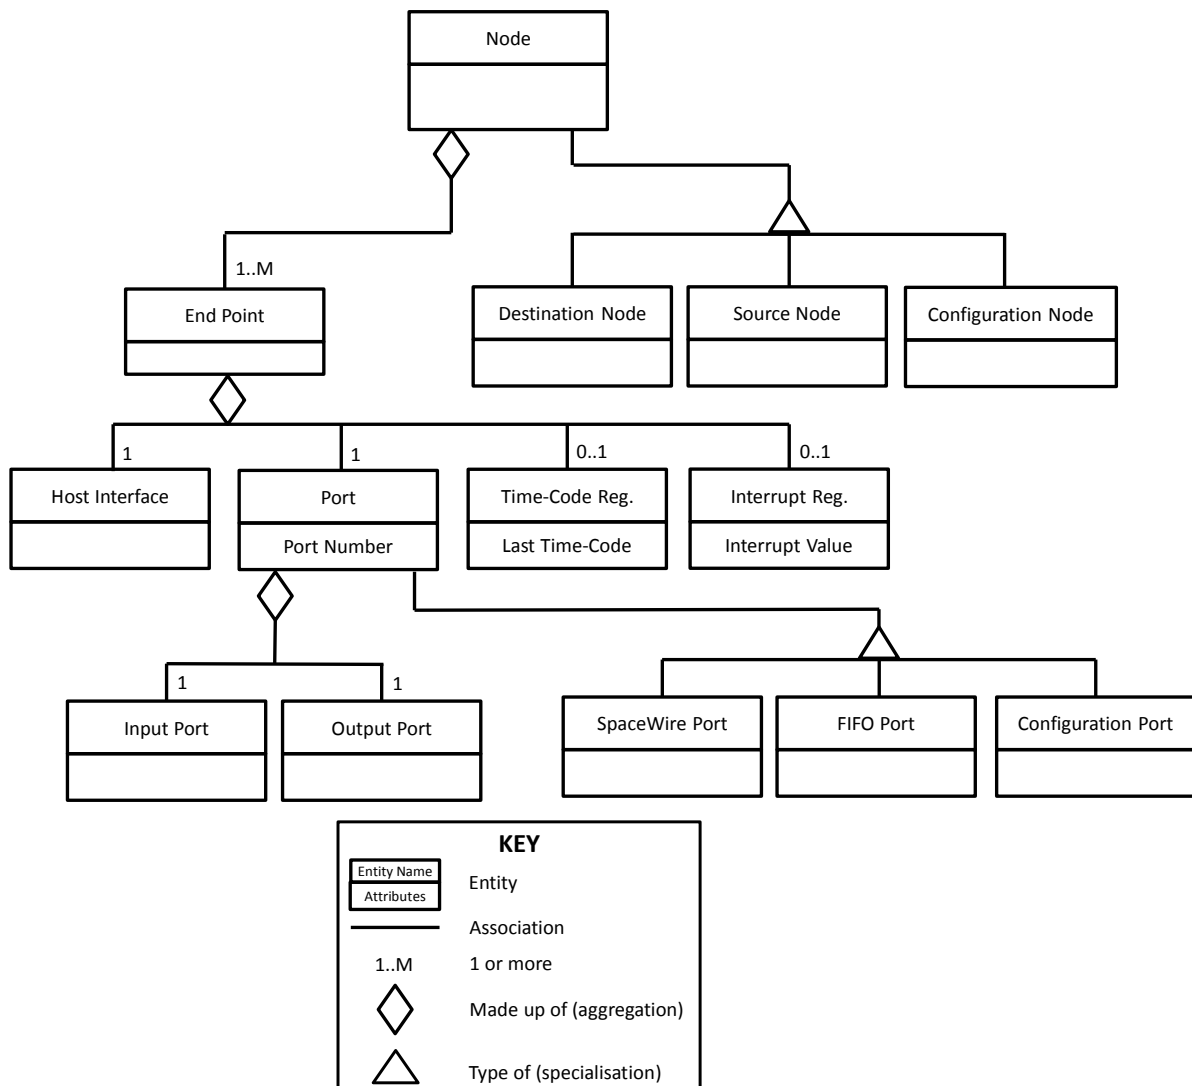 Node
1..M
End Point
Destination Node
Source Node
Configuration Node
1
1
0..1
0..1
Host Interface
Port
Time-Code Reg.
Interrupt Reg.
Port Number
Last Time-Code
Interrupt Value
1
1
Input Port
Output Port
SpaceWire Port
FIFO Port
Configuration Port
KEY
Entity Name
Attributes
Entity
Association
1..M
1 or more
Made up of (aggregation)
Type of (specialisation)